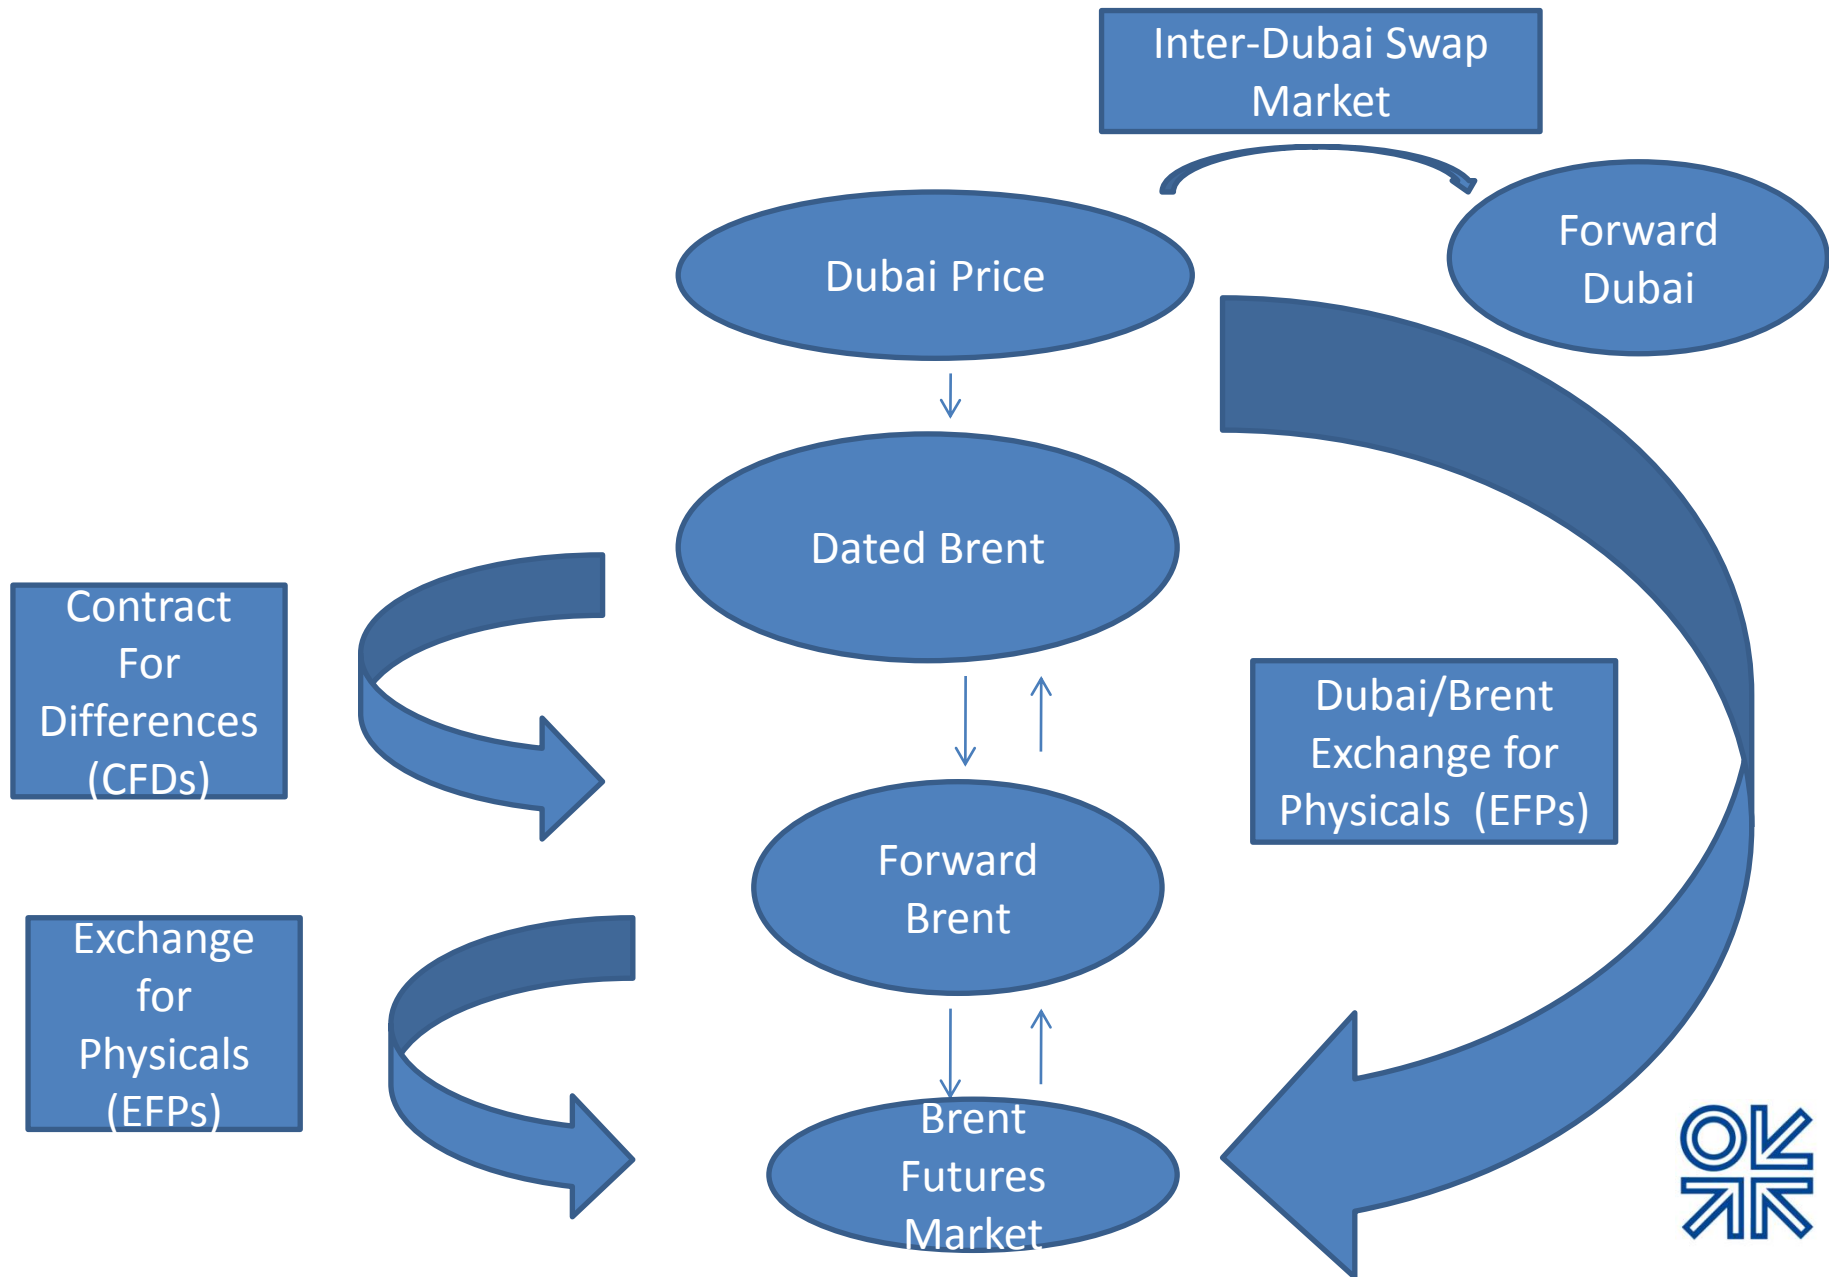 Inter-Dubai Swap
Market
Forward
Dubai
Dubai Price
Dated Brent
Contract
For
Differences
(CFDs)
Dubai/Brent
Exchange for
Physicals (EFPs)
Forward
Brent
Exchange
for
Physicals
(EFPs)
Brent
Futures
Market